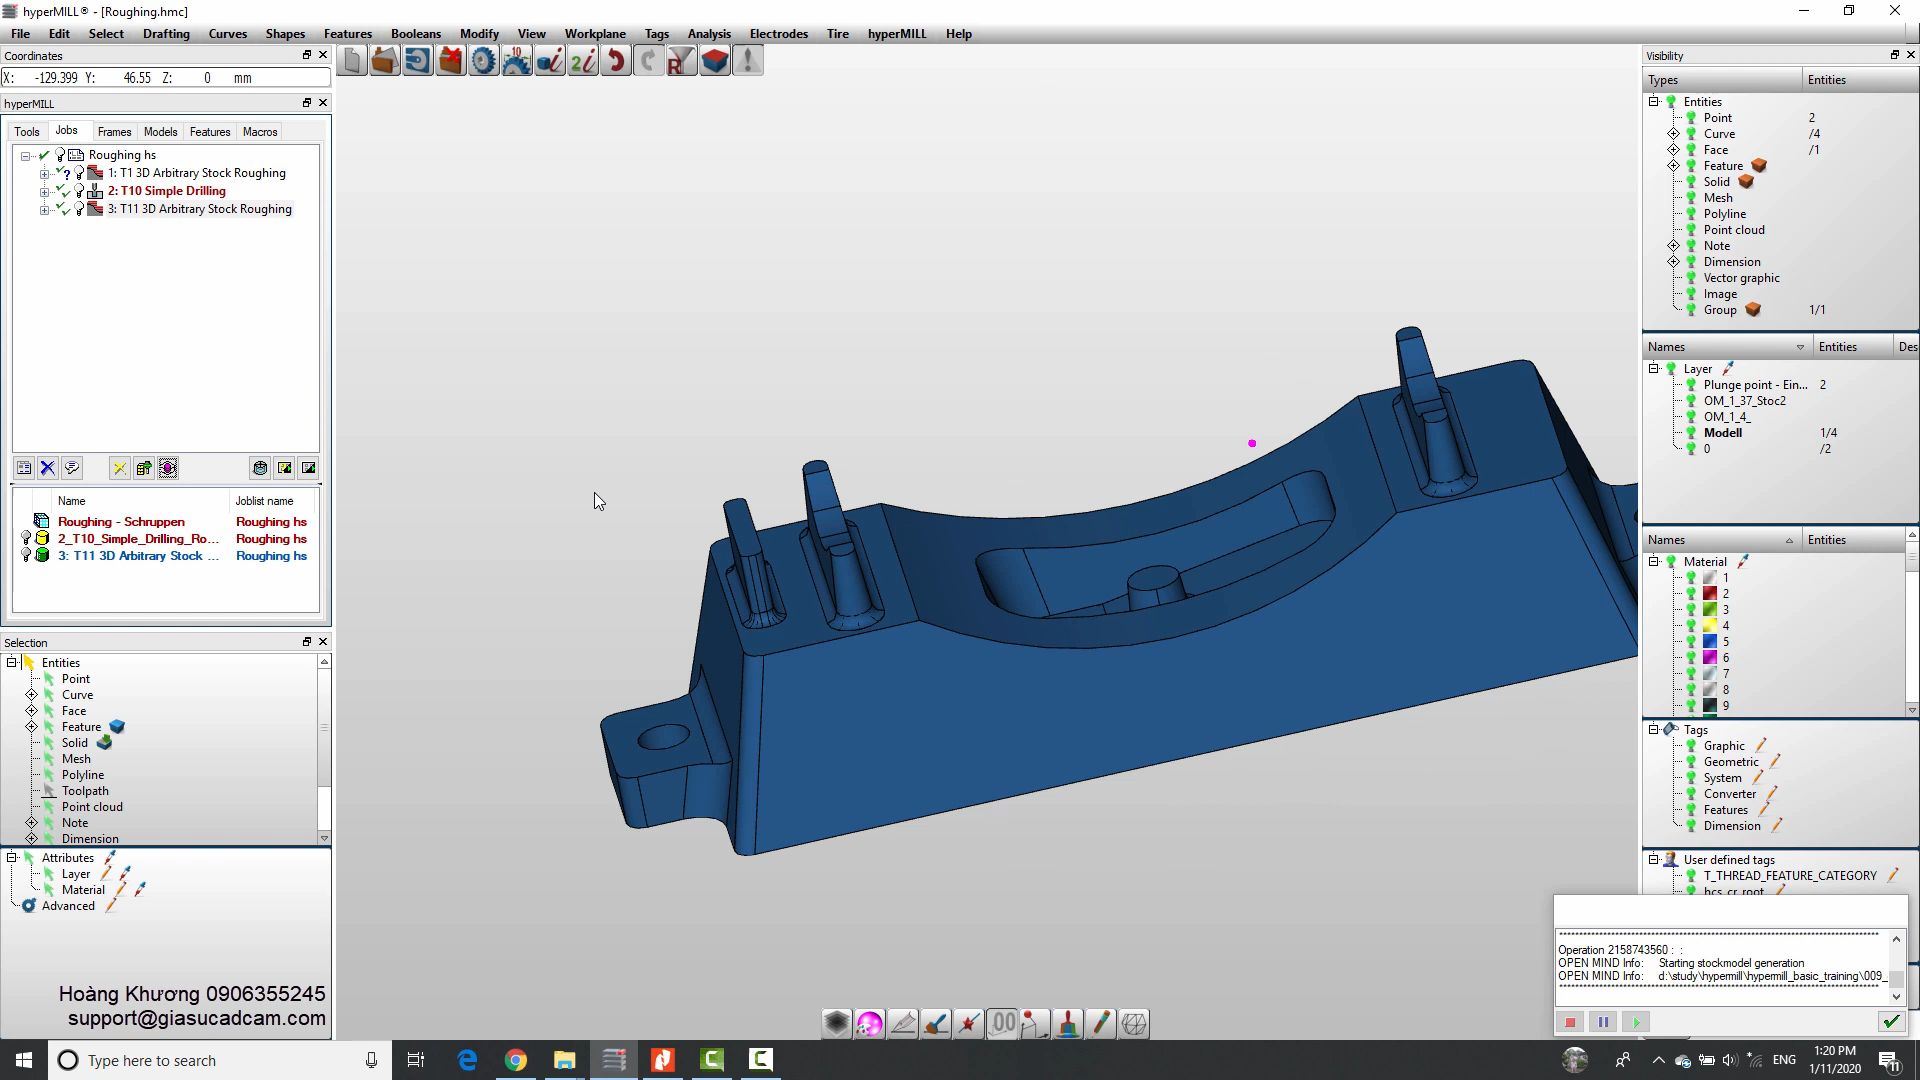 hyperMILL® - [Roughing.hmc]
File Edit Select Drafting Curves Shapes Features Booleans Modify View Workplane Tags Analysis Electrodes Tire hyperMILL Help
Coordinates
X: -129.399 Y: 46.55 Z: 0 mm
hyperMILL
Tools Jobs Frames Models Features Macros
Roughing hs
1: T1 3D Arbitrary Stock Roughing
2: T10 Simple Drilling
3: T11 3D Arbitrary Stock Roughing
Name Joblist name
Roughing - Schruppen Roughing hs
2_T10_Simple_Drilling_Ro... Roughing hs
3: T11 3D Arbitrary Stock ... Roughing hs
Selection
Entities
Point
Curve
Face
Feature
Solid
Mesh
Polyline
Toolpath
Point cloud
Note
Dimension
Attributes
Layer
Material
Advanced
Hoàng Khương 0906355245
support@giasucadcam.com
Visibility
Types Entities
Entities
Point 2
Curve /4
Face /1
Feature
Solid
Mesh
Polyline
Point cloud
Note
Dimension
Vector graphic
Image
Group 1/1
Names Entities Des
Layer
Plunge point - Ein... 2
OM_1_37_Stoc2
OM_1_4_
Modell 1/4
0 /2
Names Entities
Material
1
2
3
4
5
6
7
8
9
Tags
Graphic
Geometric
System
Converter
Features
Dimension
User defined tags
T_THREAD_FEATURE_CATEGORY
hcs_cr_root
Operation 2158743560 : :
OPEN MIND Info: Starting stockmodel generation
OPEN MIND Info: d:\study\hypermill\hypermill_basic_training\009_
Type here to search
ENG
1:20 PM
1/11/2020
11